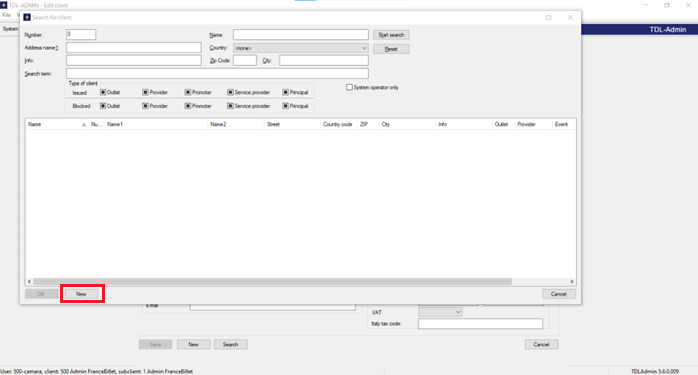 TDL-ADMIN - Edit client
File
Search for client
System
TDL-Admin
Number: 0 Name: Start search
Address name1: Country: <none> Reset
Info: Zip Code: City:
Search term:
Type of client
Issued Outlet Provider Promoter Service provider Principal
System operator only
Blocked Outlet Provider Promoter Service provider Principal
Name Nu... Name1 Name2 Street Country code ZIP City Info Outlet Provider Event
OK New Cancel
E-Mail
VAT
Italy tax code:
Save New Search Cancel
User: 500-camara, client: 500 Admin FranceBillet, subclient: 1 Admin FranceBillet TDLAdmin 5.6.0.009